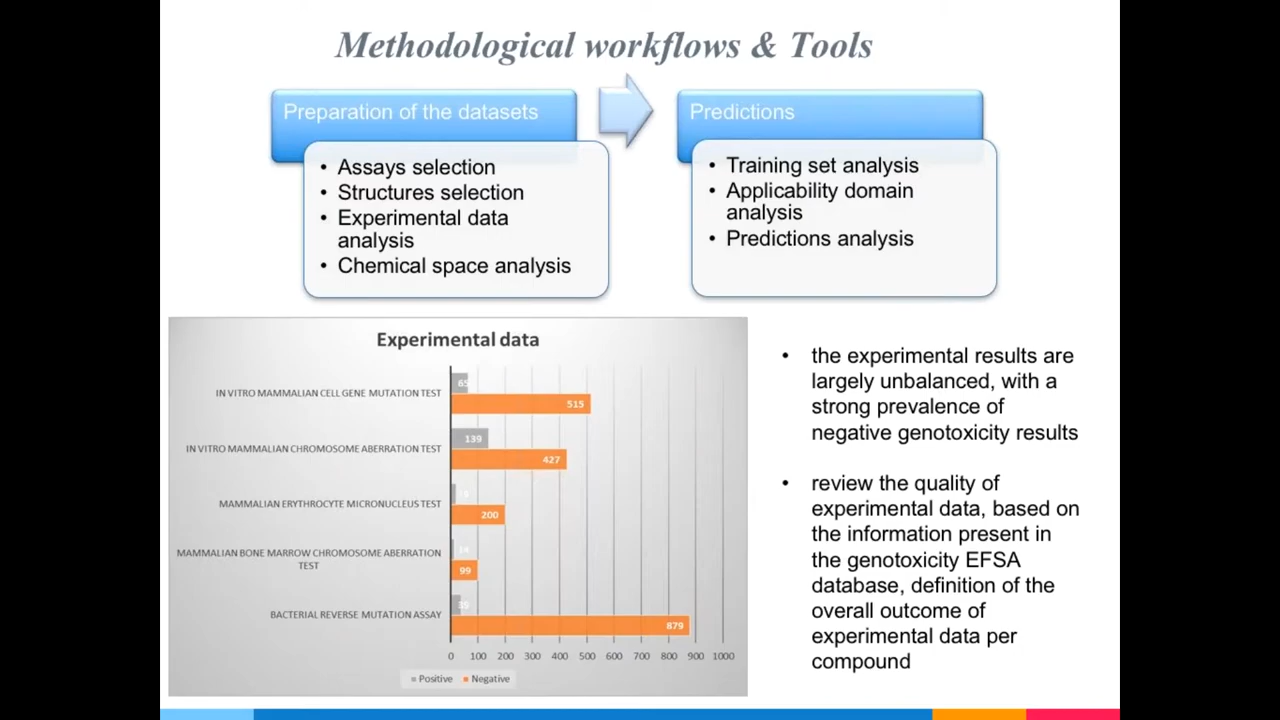 Methodological workflows & Tools
Preparation of the datasets
• Assays selection
• Structures selection
• Experimental data
analysis
• Chemical space analysis
Predictions
• Training set analysis
• Applicability domain
analysis
• Predictions analysis
Experimental data
IN VITRO MAMMALIAN CELL GENE MUTATION TEST
65
515
IN VITRO MAMMALIAN CHROMOSOME ABERRATION TEST
139
427
MAMMALIAN ERYTHROCYTE MICRONUCLEUS TEST
200
MAMMALIAN BONE MARROW CHROMOSOME ABERRATION
TEST
14
99
BACTERIAL REVERSE MUTATION ASSAY
879
0 100 200 300 400 500 600 700 800 900 1000
Positive Negative
• the experimental results are
largely unbalanced, with a
strong prevalence of
negative genotoxicity results
• review the quality of
experimental data, based on
the information present in
the genotoxicity EFSA
database, definition of the
overall outcome of
experimental data per
compound